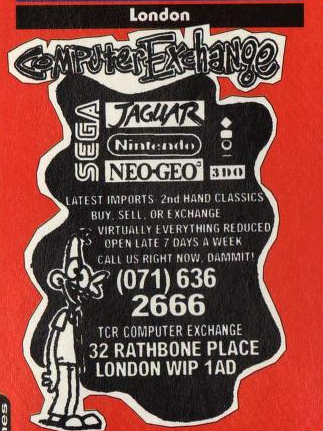 London
Computer Exchange
SEGA
JAGUAR
Nintendo
NEO·GEO
3DO
LATEST IMPORTS 2nd HAND CLASSICS
BUY, SELL, OR EXCHANGE
VIRTUALLY EVERYTHING REDUCED
OPEN LATE 7 DAYS A WEEK
CALL US RIGHT NOW, DAMMIT!
(071) 636
2666
TCR COMPUTER EXCHANGE
32 RATHBONE PLACE
LONDON WIP 1AD